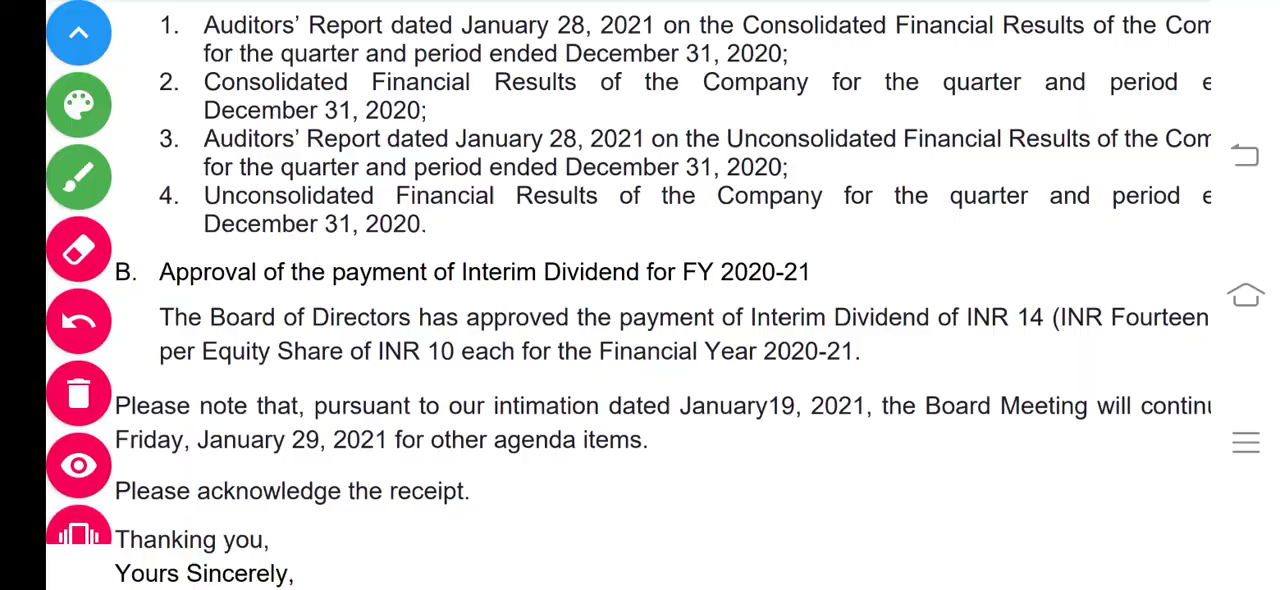 1. Auditors’ Report dated January 28, 2021 on the Consolidated Financial Results of the
for the quarter and period ended December 31, 2020;
2. Consolidated Financial Results of the Company for the quarter and period
December 31, 2020;
3. Auditors’ Report dated January 28, 2021 on the Unconsolidated Financial Results of the
for the quarter and period ended December 31, 2020;
4. Unconsolidated Financial Results of the Company for the quarter and period
December 31, 2020.
B. Approval of the payment of Interim Dividend for FY 2020-21
The Board of Directors has approved the payment of Interim Dividend of INR 14 (INR Fourteen
per Equity Share of INR 10 each for the Financial Year 2020-21.
Please note that, pursuant to our intimation dated January19, 2021, the Board Meeting will
Friday, January 29, 2021 for other agenda items.
Please acknowledge the receipt.
Thanking you,
Yours Sincerely,